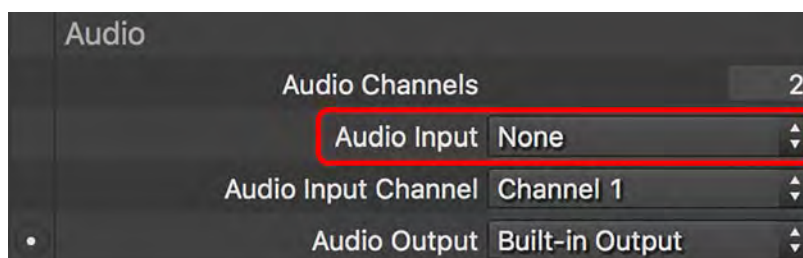 Audio
Audio Channels 2
Audio Input None
Audio Input Channel Channel 1
Audio Output Built-in Output